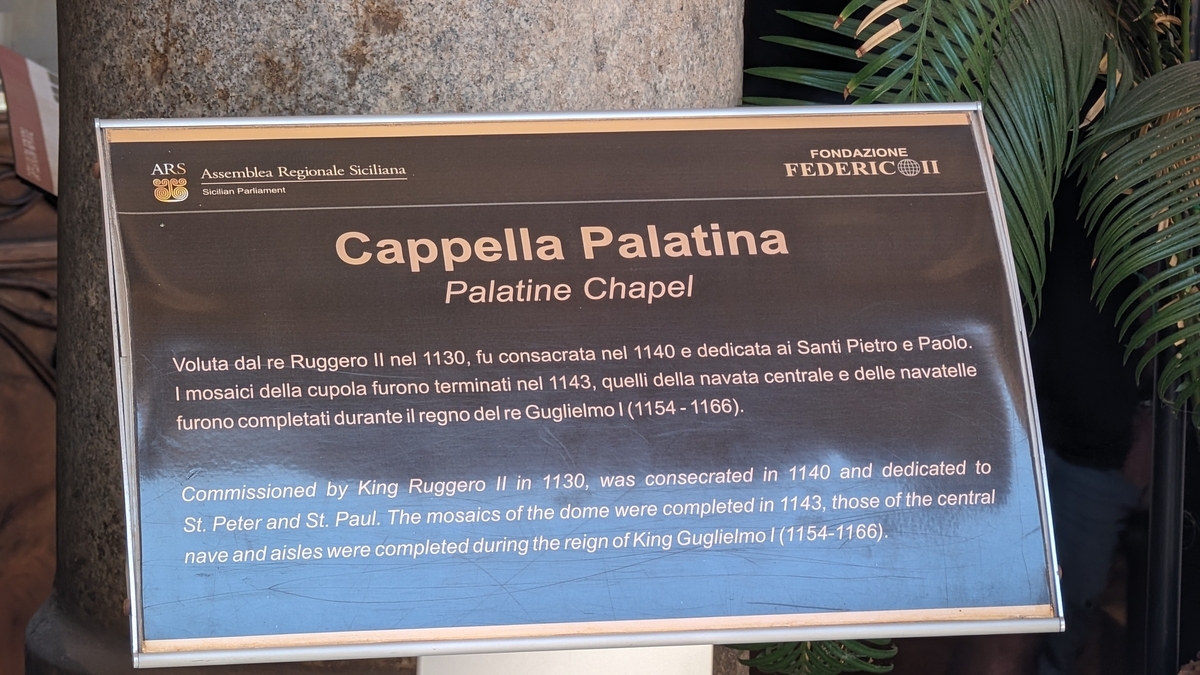 ARS
Assemblea Regionale Siciliana
Sicilian Parliament
FONDAZIONE
FEDERICO II
Cappella Palatina
Palatine Chapel
Voluta dal re Ruggero II nel 1130, fu consacrata nel 1140 e dedicata ai Santi Pietro e Paolo.
I mosaici della cupola furono terminati nel 1143, quelli della navata centrale e delle navatelle
furono completati durante il regno del re Guglielmo I (1154 - 1166).
Commissioned by King Ruggero II in 1130, was consecrated in 1140 and dedicated to
St. Peter and St. Paul. The mosaics of the dome were completed in 1143, those of the central
nave and aisles were completed during the reign of King Guglielmo I (1154-1166).